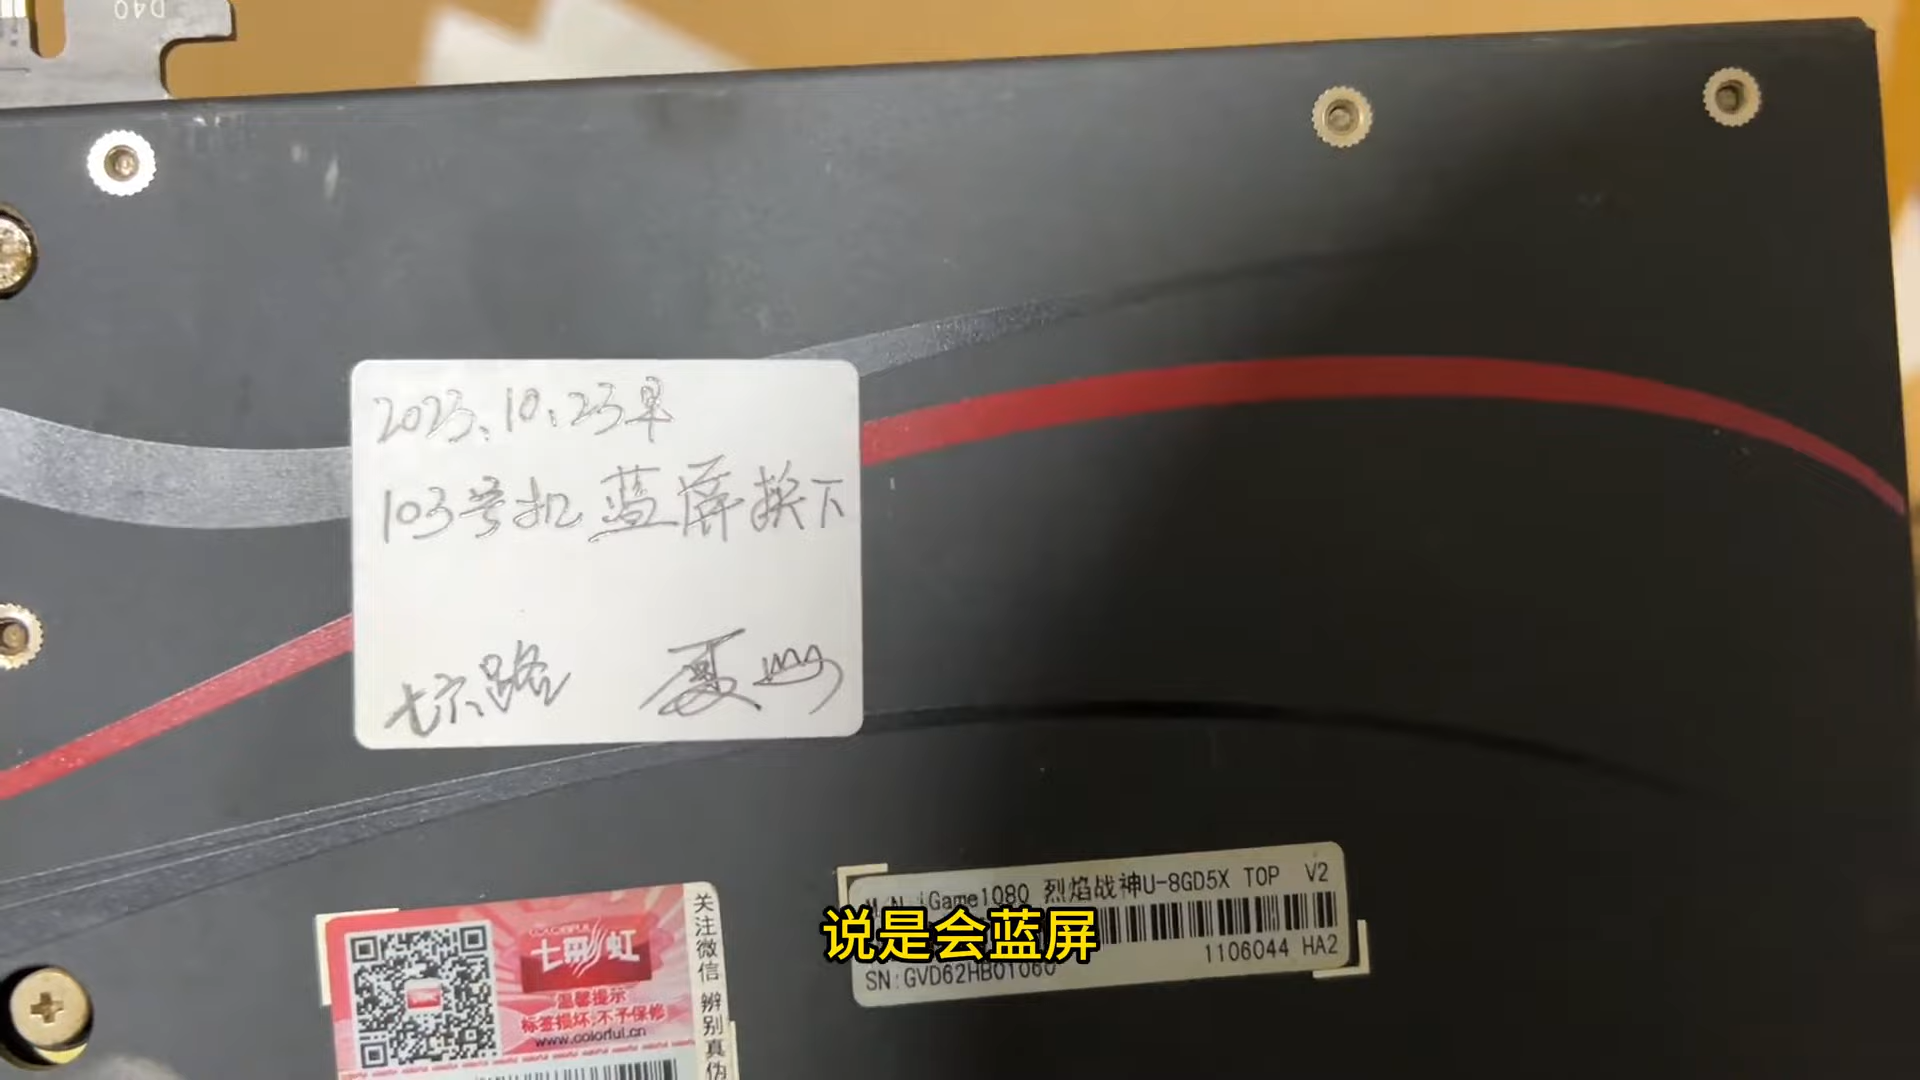 D40
2023.10.23早
103号机蓝屏换下
七六路
夏
M/N:iGame1080 烈焰战神U-8GD5X TOP V2
1106044 HA2
SN:GVD62HB01060
说是会蓝屏
COLORFUL
七彩虹
温馨提示
标签损坏,不予保修
www.colorful.cn
关注微信 辨别真伪